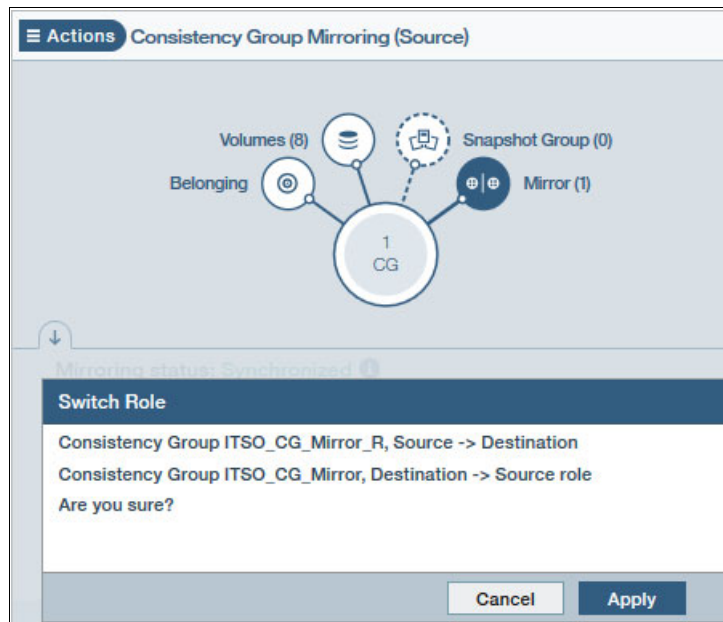 Actions Consistency Group Mirroring (Source)
Volumes (8)
Snapshot Group (0)
Belonging
Mirror (1)
1
CG
Mirroring status: Synchronized
Switch Role
Consistency Group ITSO_CG_Mirror_R, Source -> Destination
Consistency Group ITSO_CG_Mirror, Destination -> Source role
Are you sure?
Cancel
Apply